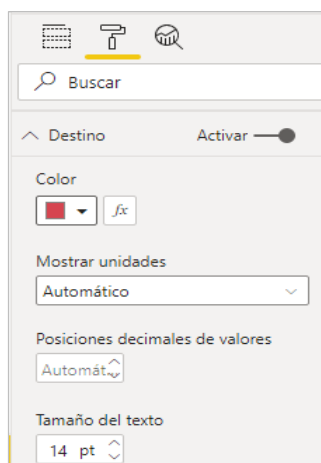 Buscar
Destino Activar
Color
fx
Mostrar unidades
Automático
Posiciones decimales de valores
Automát
Tamaño del texto
14 pt